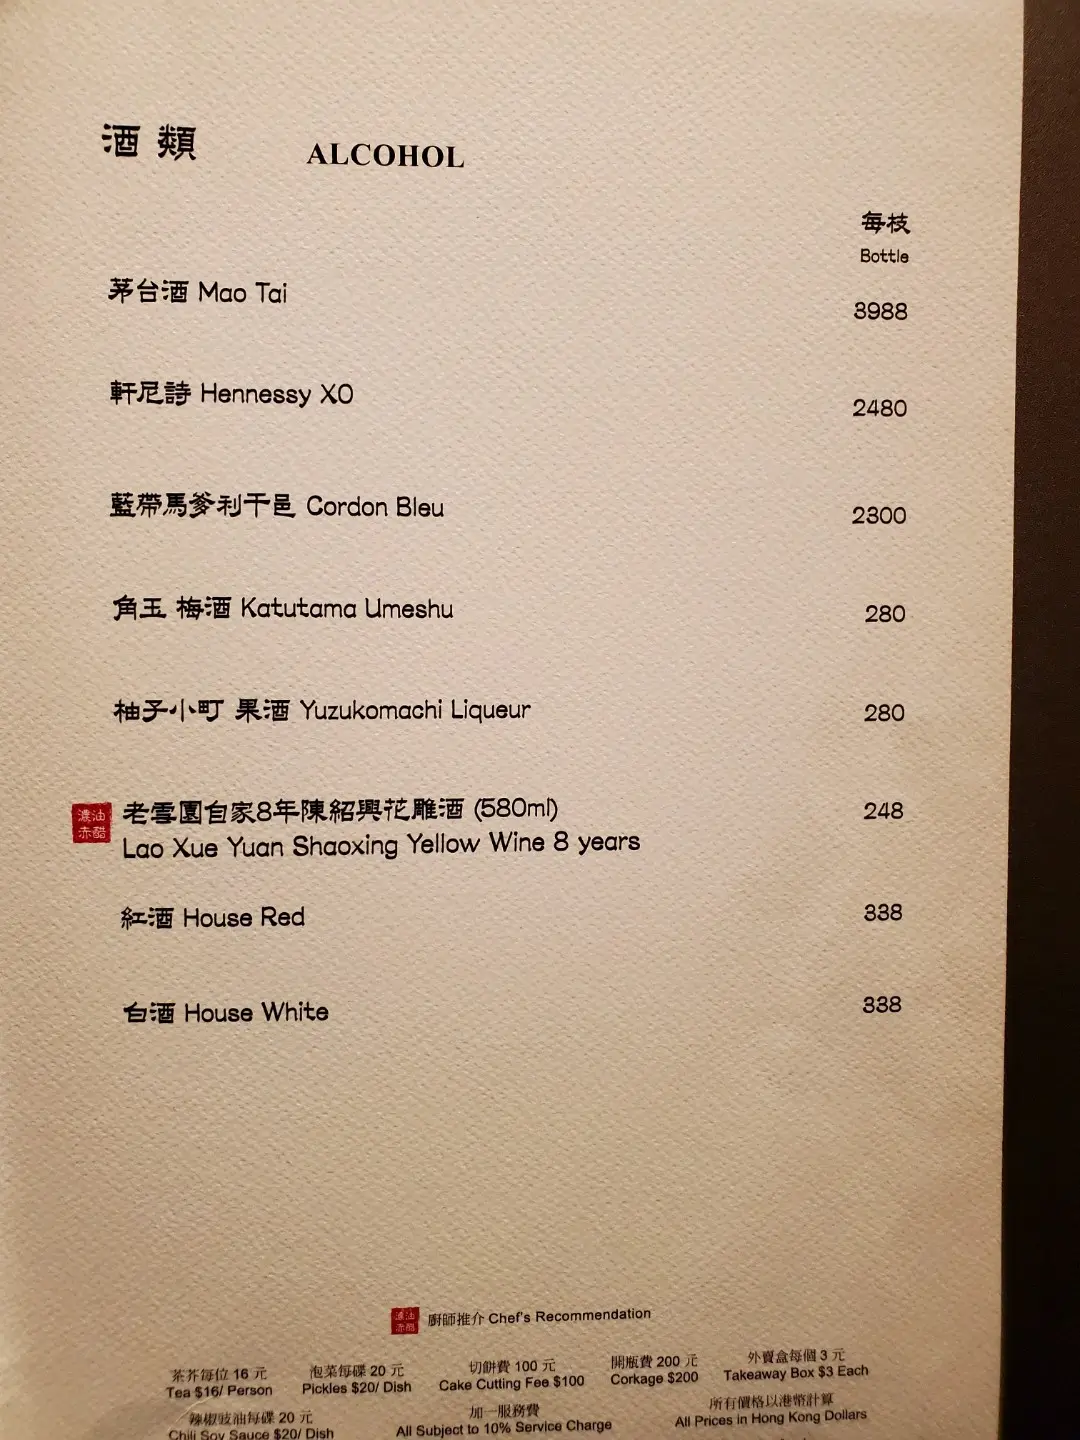 酒類 ALCOHOL
每枝
Bottle
茅台酒 Mao Tai 3988
軒尼詩 Hennessy XO 2480
藍帶馬爹利干邑 Cordon Bleu 2300
角玉 梅酒 Katutama Umeshu 280
柚子小町 果酒 Yuzukomachi Liqueur 280
濃油
赤醋
老雪園自家8年陳紹興花雕酒 (580ml) 248
Lao Xue Yuan Shaoxing Yellow Wine 8 years
紅酒 House Red 338
白酒 House White 338
濃油
赤醋
廚師推介 Chef's Recommendation
茶芥每位 16 元 泡菜每碟 20 元 切餅費 100 元 開瓶費 200 元 外賣盒每個 3 元
Tea $16/ Person Pickles $20/ Dish Cake Cutting Fee $100 Corkage $200 Takeaway Box $3 Each
辣椒豉油每碟 20 元 加一服務費 所有價格以港幣計算
Chili Soy Sauce $20/ Dish All Subject to 10% Service Charge All Prices in Hong Kong Dollars